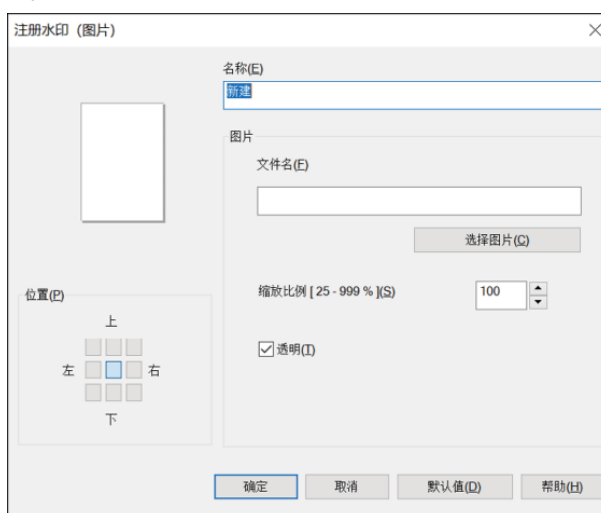 注册水印（图片）
名称(E)
新建
图片
文件名(F)
选择图片(C)
缩放比例 [ 25 - 999 % ](S)
100
透明(T)
位置(P)
上
左
右
下
确定
取消
默认值(D)
帮助(H)